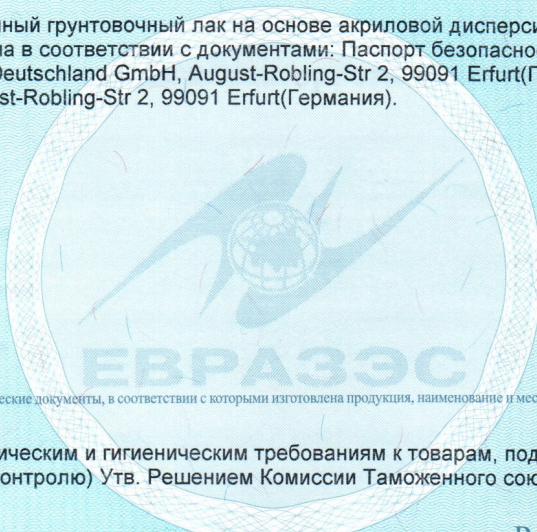 ный грунтовочный лак на основе акриловой дисперси
на в соответствии с документами: Паспорт безопасно
Deutschland GmbH, August-Robling-Str 2, 99091 Erfurt(Г
st-Robling-Str 2, 99091 Erfurt(Германия).
ЕВРАЗЭС
еские документы, в соответствии с которыми изготовлена продукция, наименование и мес
ическим и гигиеническим требованиям к товарам, под
контролю) Утв. Решением Комиссии Таможенного сою